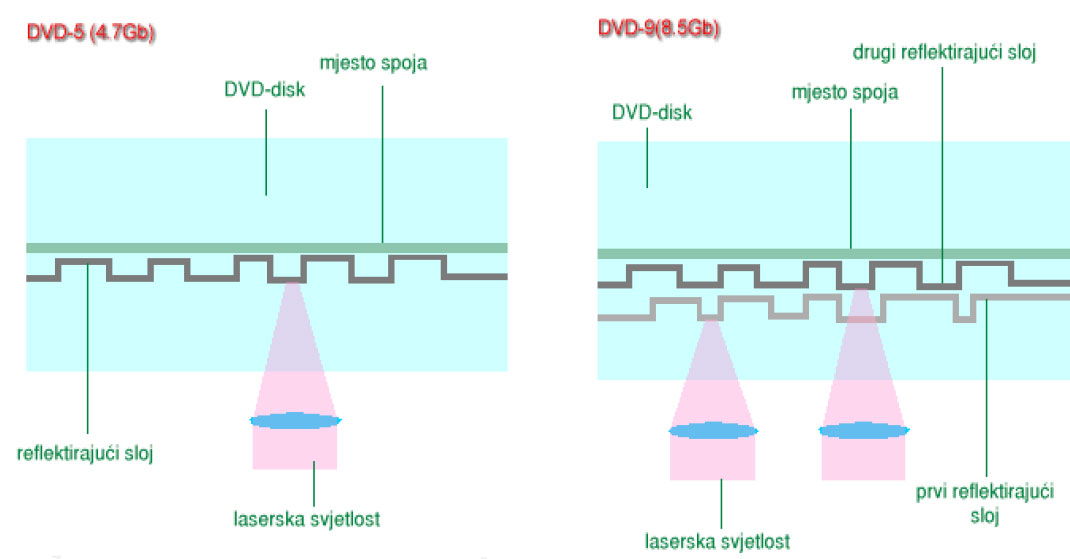 DVD-5 (4.7Gb)
mjesto spoja
DVD-disk
reflektirajući sloj
laserska svjetlost
DVD-9(8.5Gb)
drugi reflektirajući sloj
mjesto spoja
DVD-disk
prvi reflektirajući
sloj
laserska svjetlost